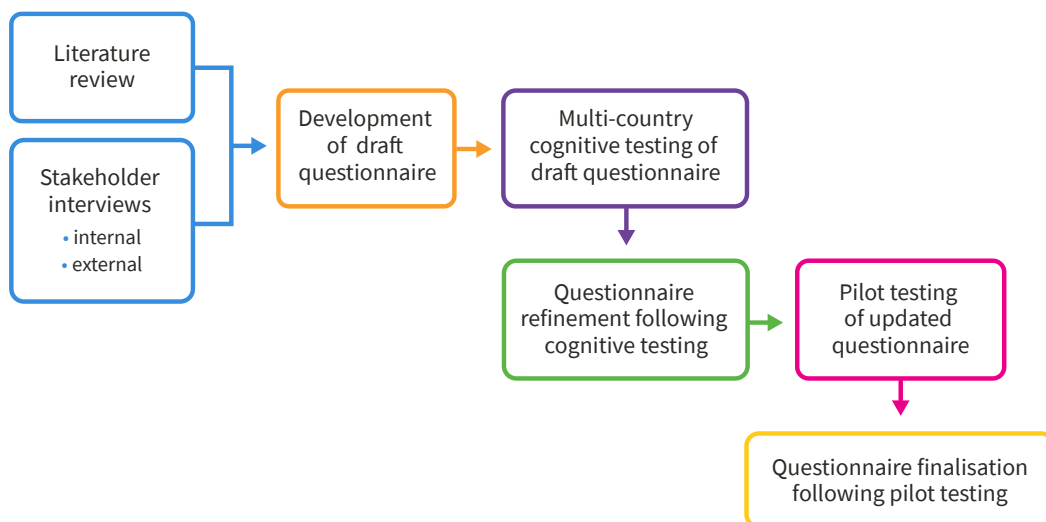 Literature
review
Stakeholder
interviews
• internal
• external
Development
of draft
questionnaire
Multi-country
cognitive testing of
draft questionnaire
Questionnaire
refinement following
cognitive testing
Pilot testing
of updated
questionnaire
Questionnaire finalisation
following pilot testing